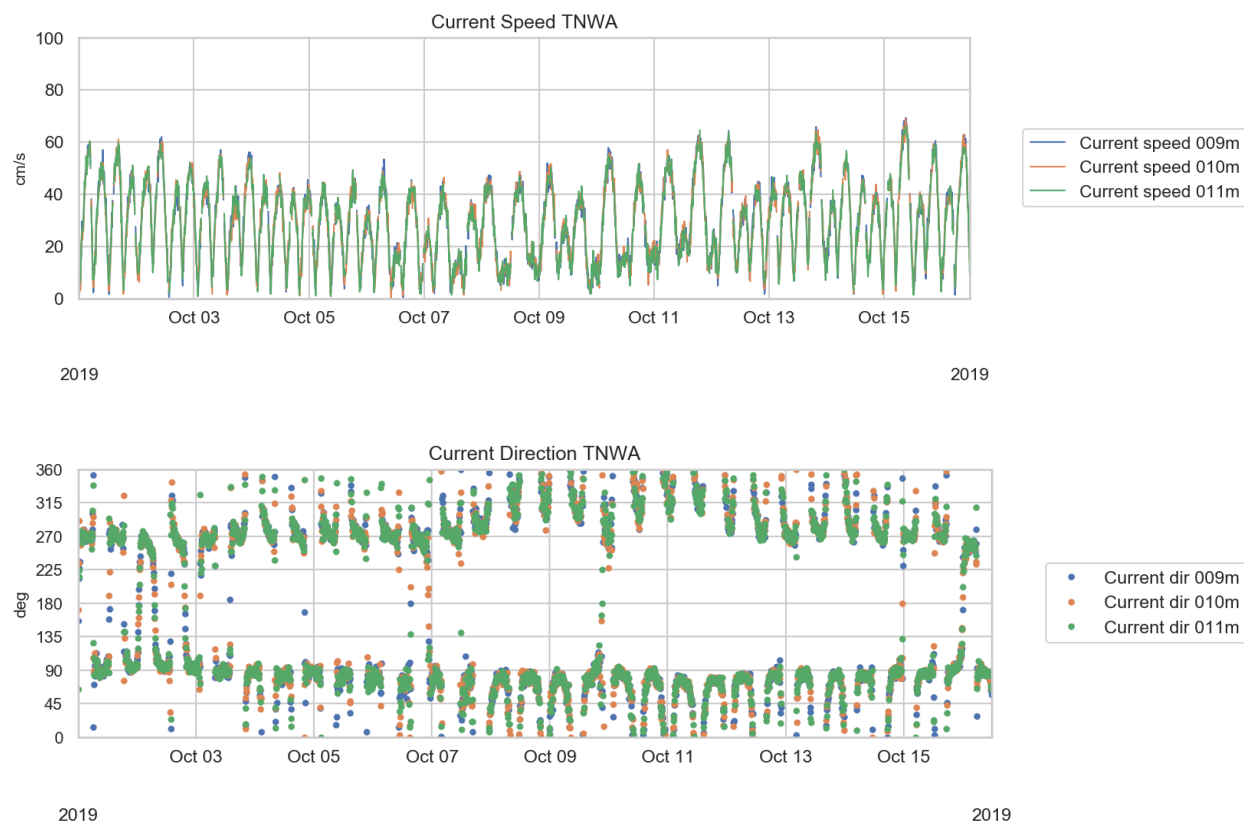 Current Speed TNWA
100
80
60
40
20
0
cm/s
Oct 03 Oct 05 Oct 07 Oct 09 Oct 11 Oct 13 Oct 15
2019 2019
Current speed 009m
Current speed 010m
Current speed 011m
Current Direction TNWA
360
315
270
225
180
135
90
45
0
deg
Oct 03 Oct 05 Oct 07 Oct 09 Oct 11 Oct 13 Oct 15
2019 2019
Current dir 009m
Current dir 010m
Current dir 011m